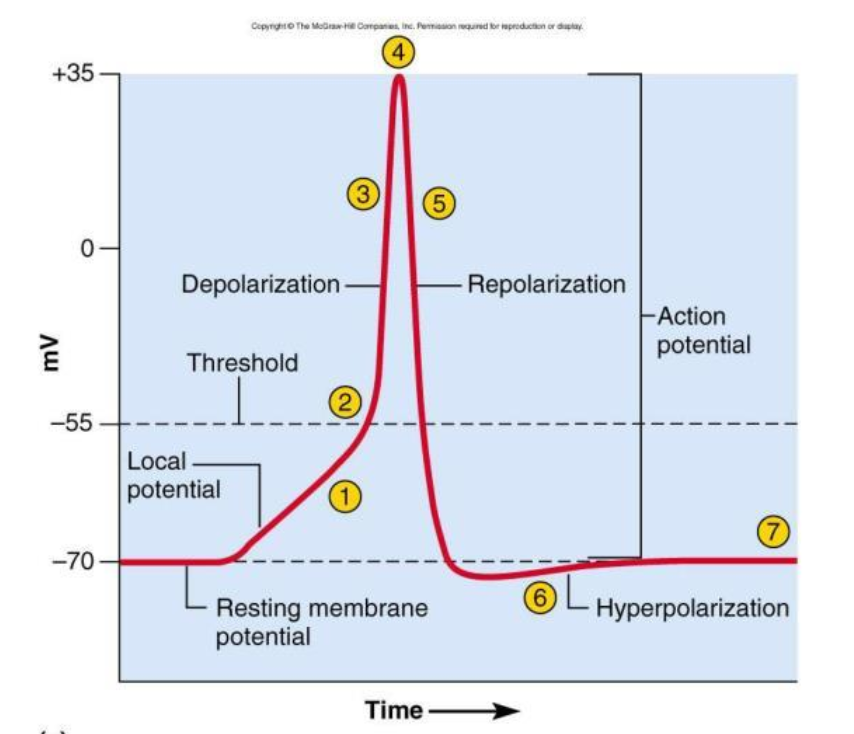 Copyright © The McGraw-Hill Companies, Inc. Permission required for reproduction or display.
4
+35
3
5
0
Depolarization
Repolarization
Action
potential
mV
Threshold
2
−55
Local
potential
1
7
−70
6
Resting membrane
potential
Hyperpolarization
Time